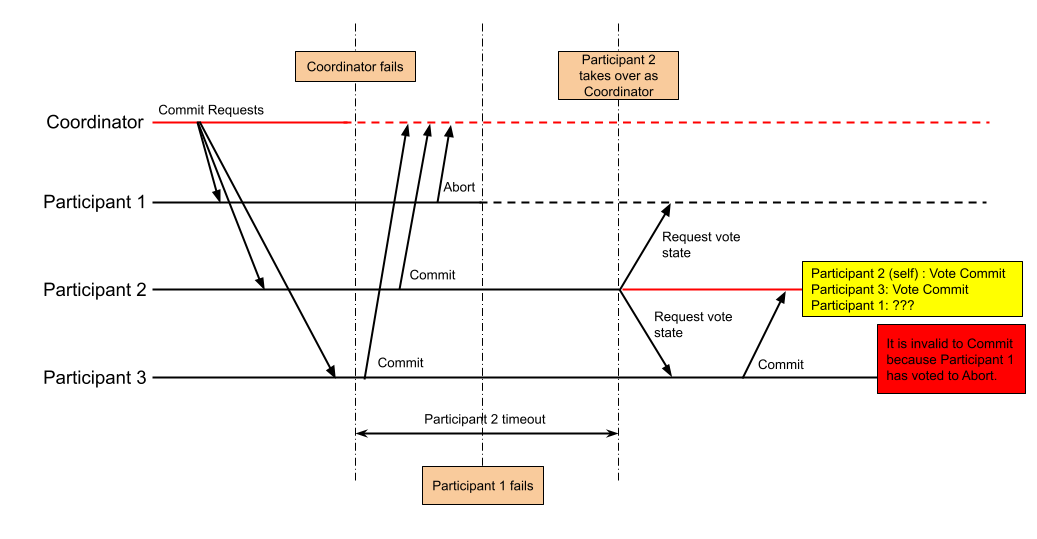 Coordinator fails
Participant 2
takes over as
Coordinator
Commit Requests
Coordinator
Participant 1
Abort
Request vote
state
Participant 2
Commit
Participant 2 (self) : Vote Commit
Participant 3: Vote Commit
Participant 1: ???
Request vote
state
It is invalid to Commit
because Participant 1
has voted to Abort.
Participant 3
Commit
Commit
Participant 2 timeout
Participant 1 fails